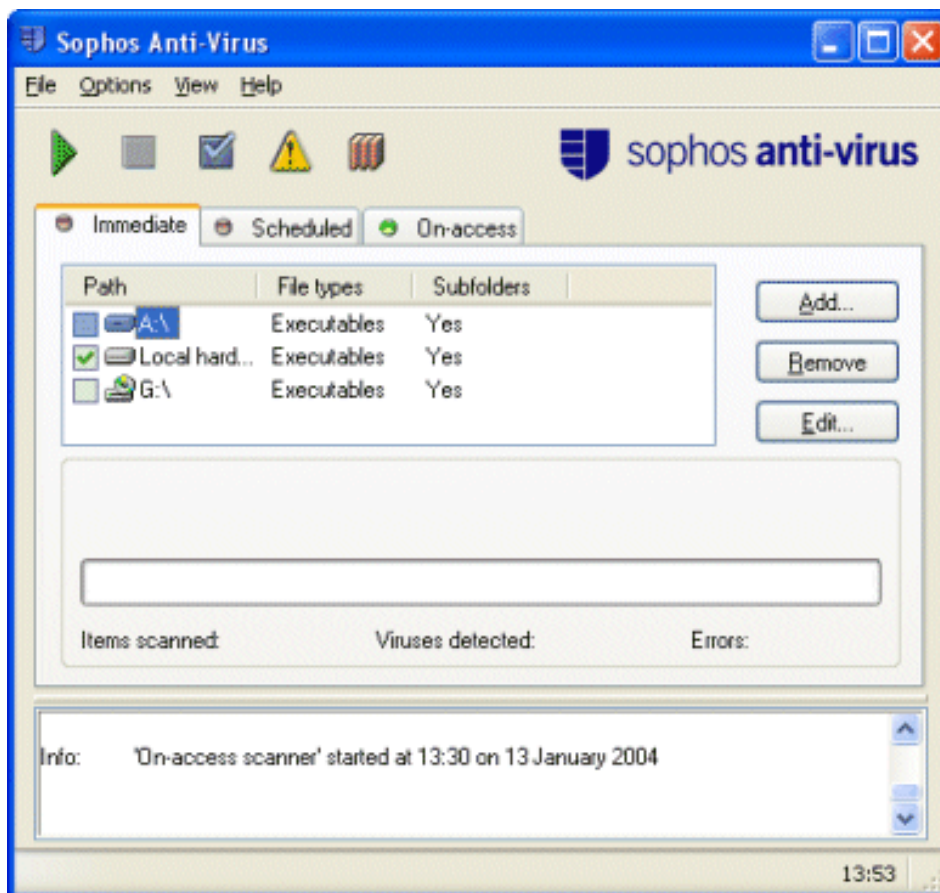 Sophos Anti-Virus
File Options View Help
sophos anti-virus
Immediate Scheduled On-access
Path File types Subfolders
A:\ Executables Yes
Local hard... Executables Yes
G:\ Executables Yes
Add...
Remove
Edit...
Items scanned: Viruses detected: Errors:
Info: 'On-access scanner' started at 13:30 on 13 January 2004
13:53